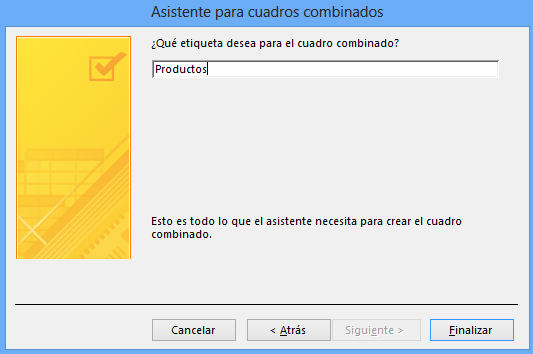 Asistente para cuadros combinados
¿Qué etiqueta desea para el cuadro combinado?
Productos
Esto es todo lo que el asistente necesita para crear el cuadro
combinado.
Cancelar
< Atrás
Siguiente >
Finalizar